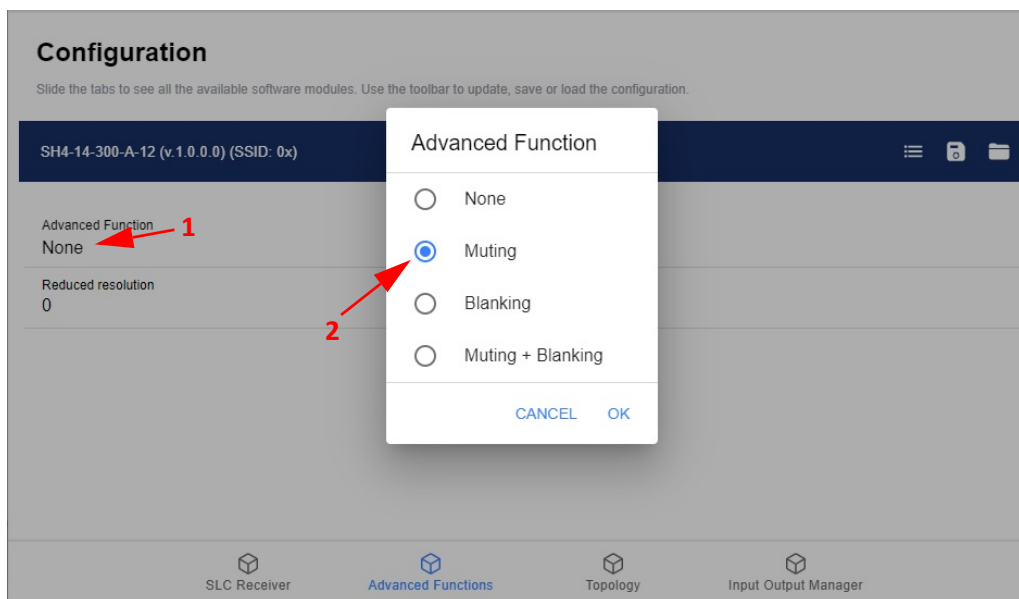 Configuration
Slide the tabs to see all the available software modules. Use the toolbar to update, save or load the configuration.
SH4-14-300-A-12 (v.1.0.0.0) (SSID: 0x)
Advanced Function
None
1
Reduced resolution
0
2
Advanced Function
None
Muting
Blanking
Muting + Blanking
CANCEL OK
SLC Receiver
Advanced Functions
Topology
Input Output Manager